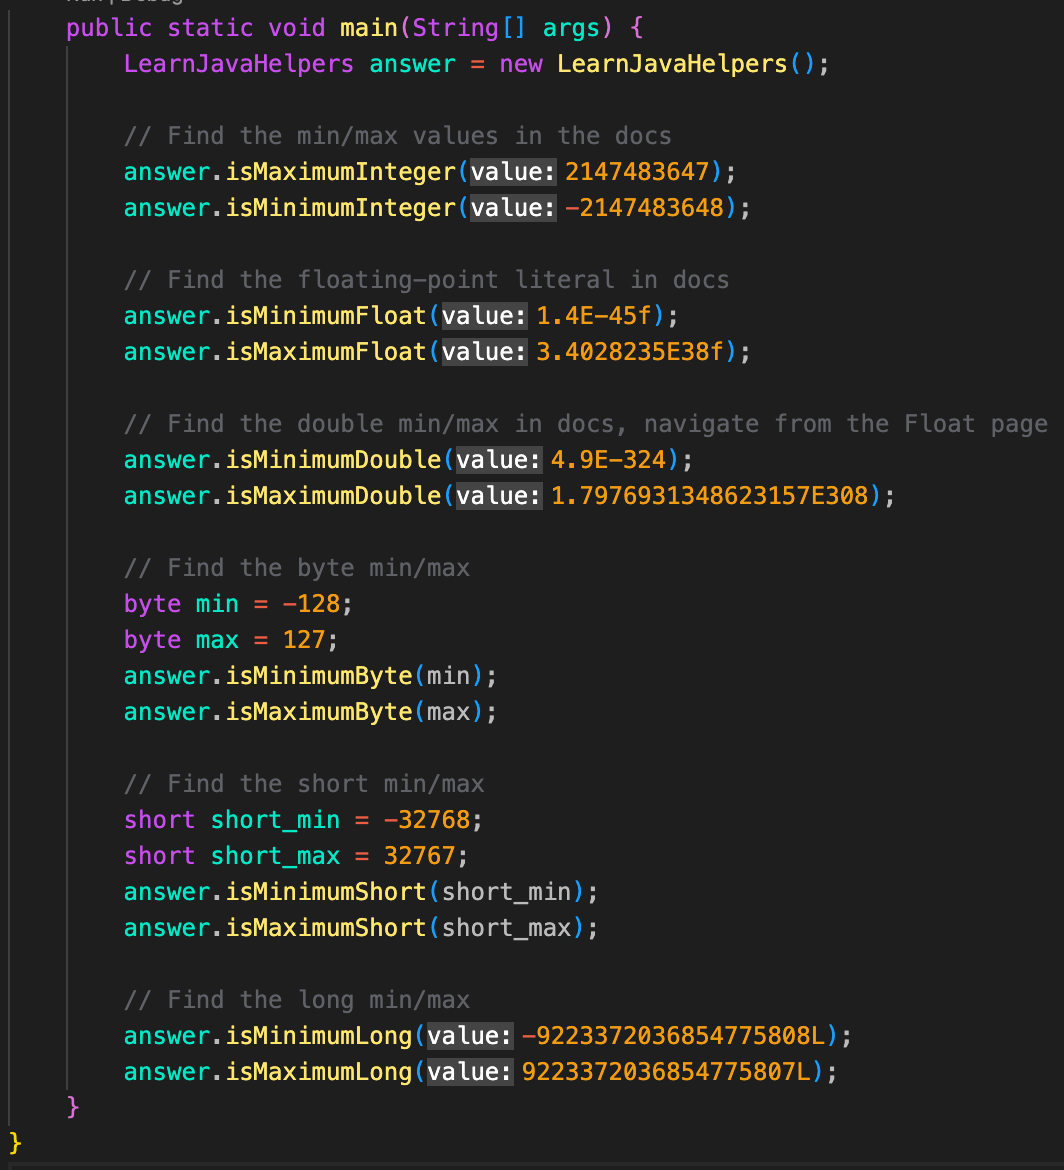 Run | Debug
public static void main(String[] args) {
LearnJavaHelpers answer = new LearnJavaHelpers();
// Find the min/max values in the docs
answer.isMaximumInteger(value: 2147483647);
answer.isMinimumInteger(value: -2147483648);
// Find the floating-point literal in docs
answer.isMinimumFloat(value: 1.4E-45f);
answer.isMaximumFloat(value: 3.4028235E38f);
// Find the double min/max in docs, navigate from the Float page
answer.isMinimumDouble(value: 4.9E-324);
answer.isMaximumDouble(value: 1.7976931348623157E308);
// Find the byte min/max
byte min = -128;
byte max = 127;
answer.isMinimumByte(min);
answer.isMaximumByte(max);
// Find the short min/max
short short_min = -32768;
short short_max = 32767;
answer.isMinimumShort(short_min);
answer.isMaximumShort(short_max);
// Find the long min/max
answer.isMinimumLong(value: -9223372036854775808L);
answer.isMaximumLong(value: 9223372036854775807L);
}
}